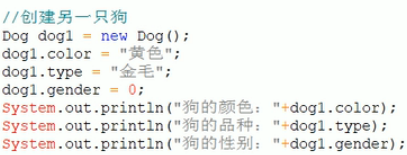 //创建另一只狗
Dog dog1 = new Dog();
dog1.color = "黄色";
dog1.type = "金毛";
dog1.gender = 0;
System.out.println("狗的颜色："+dog1.color);
System.out.println("狗的品种："+dog1.type);
System.out.println("狗的性别："+dog1.gender);